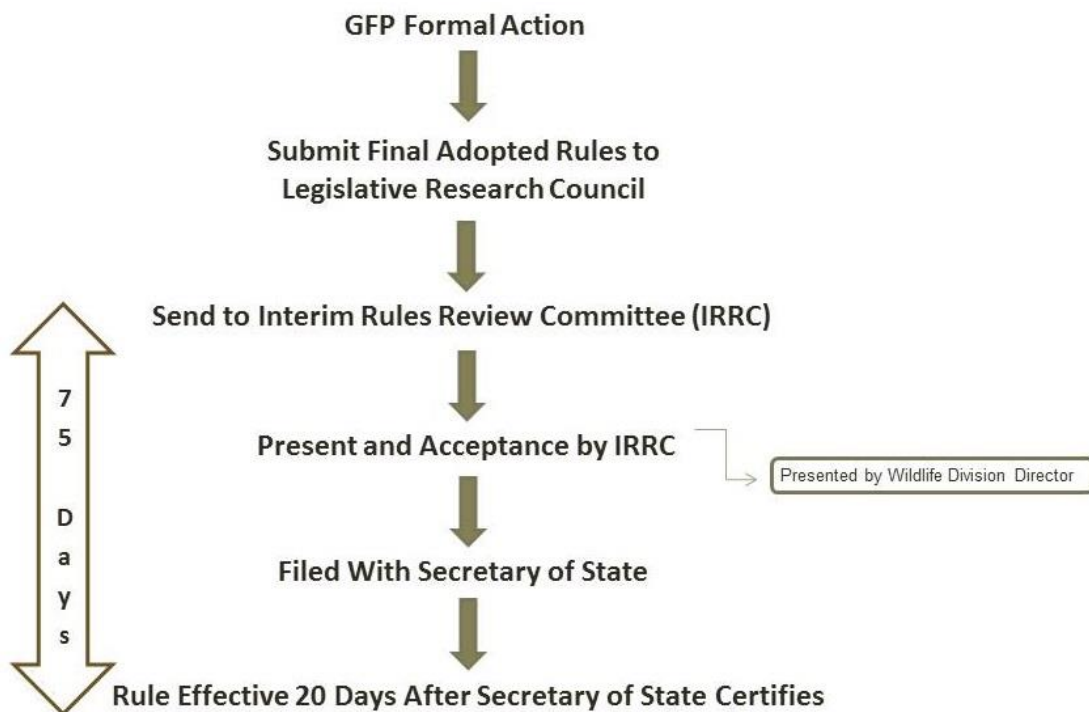 GFP Formal Action
Submit Final Adopted Rules to
Legislative Research Council
Send to Interim Rules Review Committee (IRRC)
75 Days
Present and Acceptance by IRRC
Presented by Wildlife Division Director
Filed With Secretary of State
Rule Effective 20 Days After Secretary of State Certifies